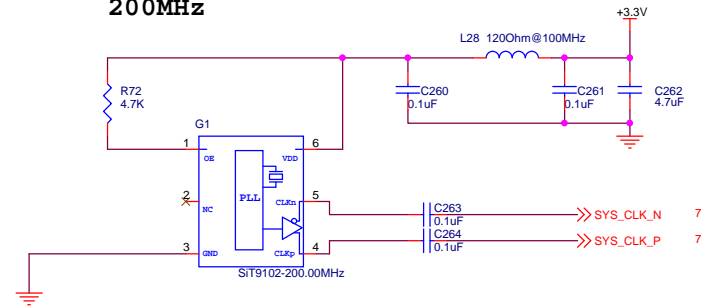 200MHz
+3.3V
L28 120Ohm@100MHz
R72
4.7K
C260
0.1uF
C261
0.1uF
C262
4.7uF
G1
1
6
OE
VDD
2
5
NC
PLL
CLKn
C263
0.1uF
SYS_CLK_N 7
3
4
GND
CLKp
C264
0.1uF
SYS_CLK_P 7
SiT9102-200.00MHz